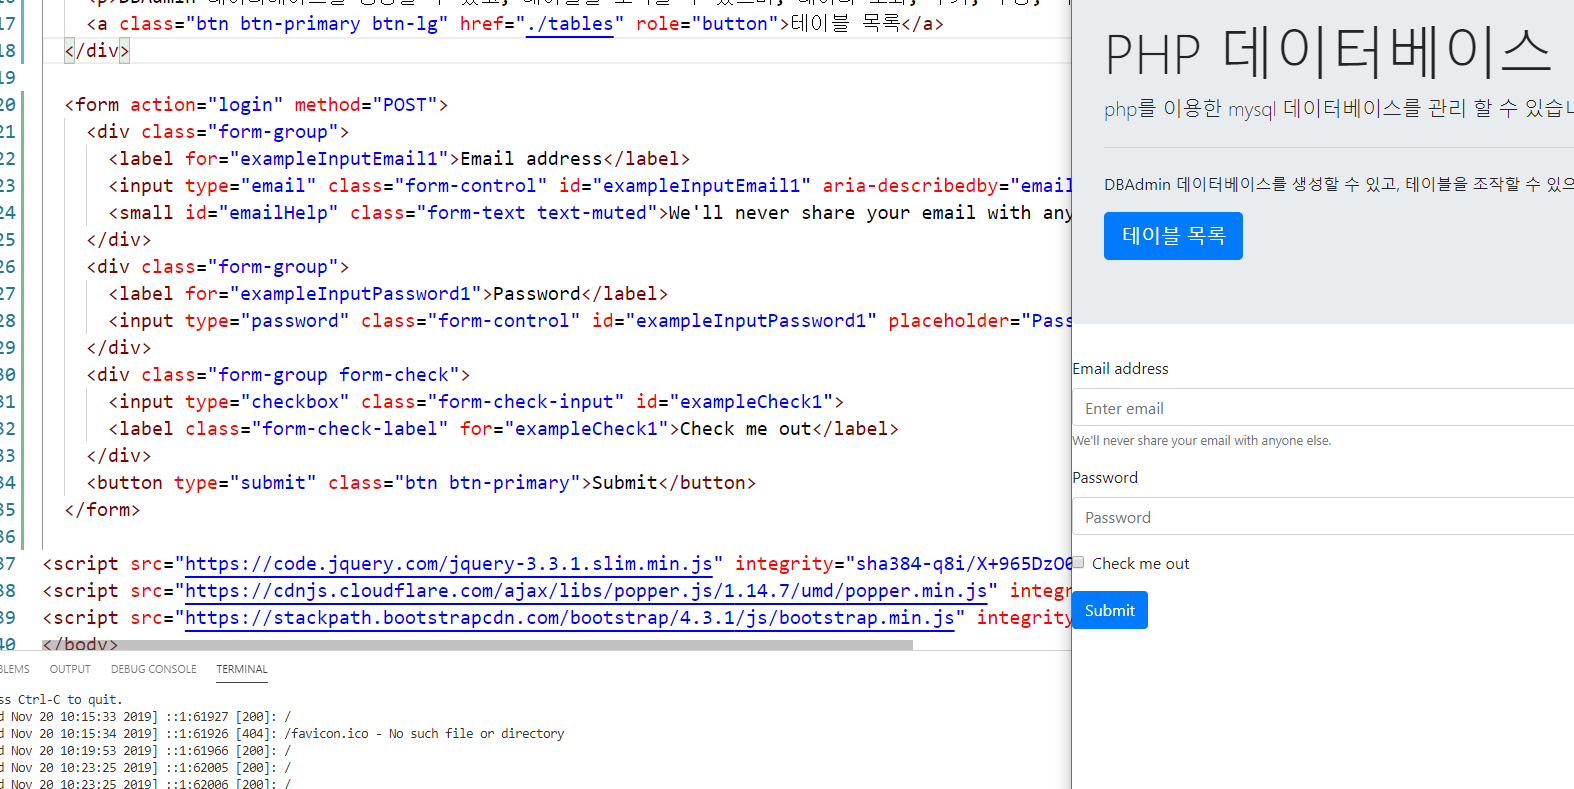 17 <a class="btn btn-primary btn-lg" href="./tables" role="button">테이블 목록</a>
18 </div>
19
20 <form action="login" method="POST">
21 <div class="form-group">
22 <label for="exampleInputEmail1">Email address</label>
23 <input type="email" class="form-control" id="exampleInputEmail1" aria-describedby="email
24 <small id="emailHelp" class="form-text text-muted">We'll never share your email with any
25 </div>
26 <div class="form-group">
27 <label for="exampleInputPassword1">Password</label>
28 <input type="password" class="form-control" id="exampleInputPassword1" placeholder="Pass
29 </div>
30 <div class="form-group form-check">
31 <input type="checkbox" class="form-check-input" id="exampleCheck1">
32 <label class="form-check-label" for="exampleCheck1">Check me out</label>
33 </div>
34 <button type="submit" class="btn btn-primary">Submit</button>
35 </form>
36
37 <script src="https://code.jquery.com/jquery-3.3.1.slim.min.js" integrity="sha384-q8i/X+965DzO0
38 <script src="https://cdnjs.cloudflare.com/ajax/libs/popper.js/1.14.7/umd/popper.min.js" integr
39 <script src="https://stackpath.bootstrapcdn.com/bootstrap/4.3.1/js/bootstrap.min.js" integrity
40 </body>
BLEMS OUTPUT DEBUG CONSOLE TERMINAL
ss Ctrl-C to quit.
d Nov 20 10:15:33 2019] ::1:61927 [200]: /
d Nov 20 10:15:34 2019] ::1:61926 [404]: /favicon.ico - No such file or directory
d Nov 20 10:19:53 2019] ::1:61966 [200]: /
d Nov 20 10:23:25 2019] ::1:62005 [200]: /
d Nov 20 10:23:25 2019] ::1:62006 [200]: /
PHP 데이터베이스
php를 이용한 mysql 데이터베이스를 관리 할 수 있습니
DBAdmin 데이터베이스를 생성할 수 있고, 테이블을 조작할 수 있으
테이블 목록
Email address
Enter email
We'll never share your email with anyone else.
Password
Password
Check me out
Submit